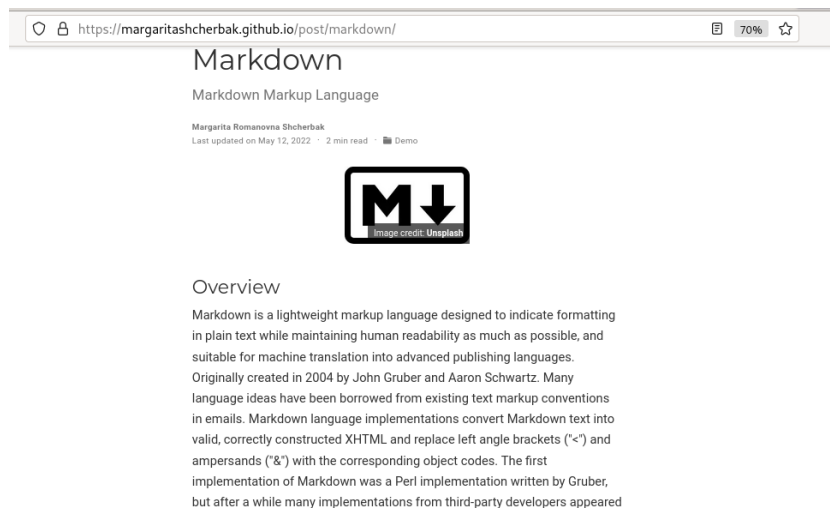 https://margaritashcherbak.github.io/post/markdown/
70%
Markdown
Markdown Markup Language
Margarita Romanovna Shcherbak
Last updated on May 12, 2022 · 2 min read · Demo
M
Image credit: Unsplash
Overview
Markdown is a lightweight markup language designed to indicate formatting
in plain text while maintaining human readability as much as possible, and
suitable for machine translation into advanced publishing languages.
Originally created in 2004 by John Gruber and Aaron Schwartz. Many
language ideas have been borrowed from existing text markup conventions
in emails. Markdown language implementations convert Markdown text into
valid, correctly constructed XHTML and replace left angle brackets ("<") and
ampersands ("&") with the corresponding object codes. The first
implementation of Markdown was a Perl implementation written by Gruber,
but after a while many implementations from third-party developers appeared